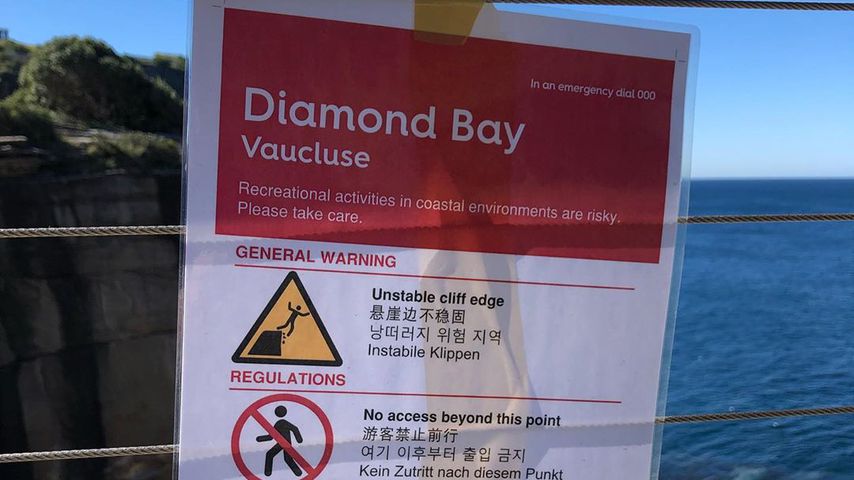 In an emergency dial 000
Diamond Bay
Vaucluse
Recreational activities in coastal environments are risky.
Please take care.
GENERAL WARNING
Unstable cliff edge
悬崖边不稳固
낭떠러지 위험 지역
Instabile Klippen
REGULATIONS
No access beyond this point
游客禁止前行
여기 이후부터 출입 금지
Kein Zutritt nach diesem Punkt